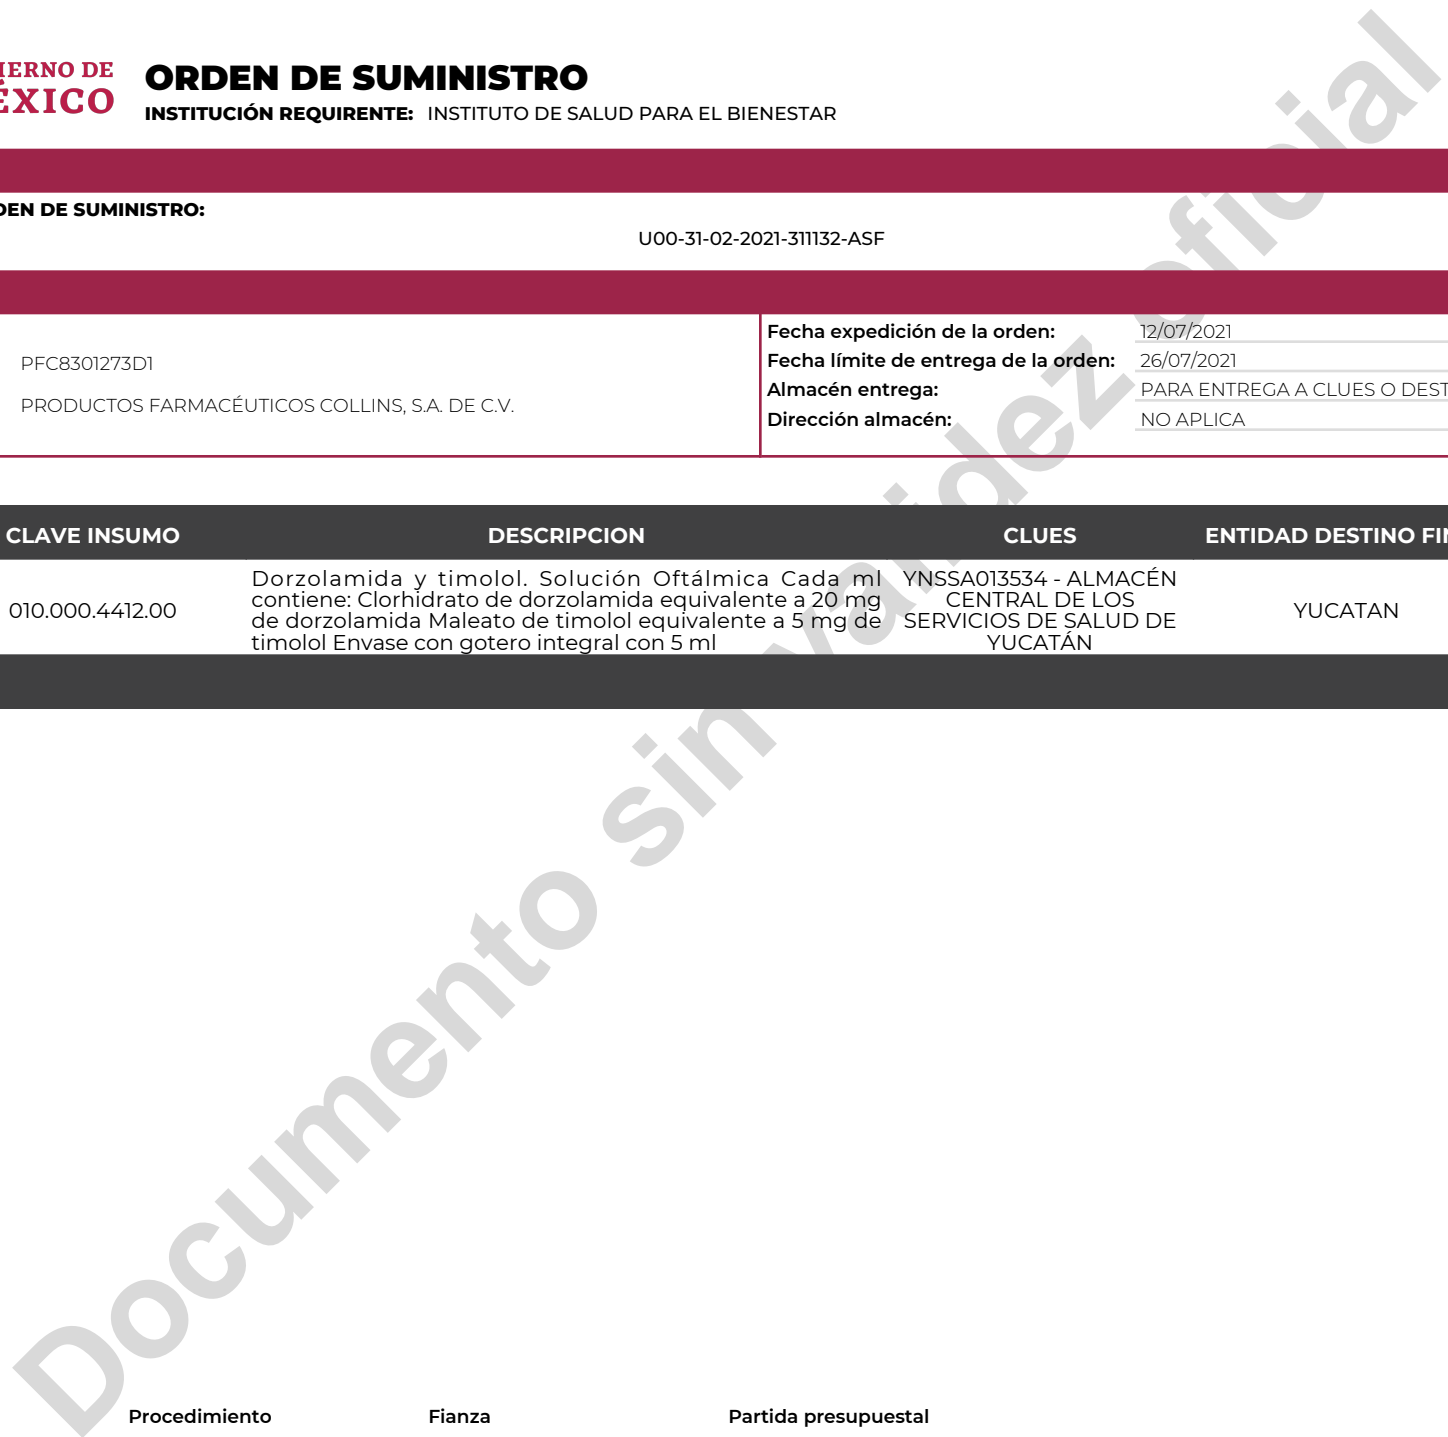 IERNO DE
ÉXICO
ORDEN DE SUMINISTRO
INSTITUCIÓN REQUIRENTE: INSTITUTO DE SALUD PARA EL BIENESTAR
DEN DE SUMINISTRO:
U00-31-02-2021-311132-ASF
PFC8301273D1
PRODUCTOS FARMACÉUTICOS COLLINS, S.A. DE C.V.
Fecha expedición de la orden: 12/07/2021
Fecha límite de entrega de la orden: 26/07/2021
Almacén entrega: PARA ENTREGA A CLUES O DEST
Dirección almacén: NO APLICA
CLAVE INSUMO DESCRIPCION CLUES ENTIDAD DESTINO FIN
010.000.4412.00
Dorzolamida y timolol. Solución Oftálmica Cada ml
contiene: Clorhidrato de dorzolamida equivalente a 20 mg
de dorzolamida Maleato de timolol equivalente a 5 mg de
timolol Envase con gotero integral con 5 ml
YNSSA013534 - ALMACÉN
CENTRAL DE LOS
SERVICIOS DE SALUD DE
YUCATÁN
YUCATAN
Documento sin validez oficial
Procedimiento Fianza Partida presupuestal